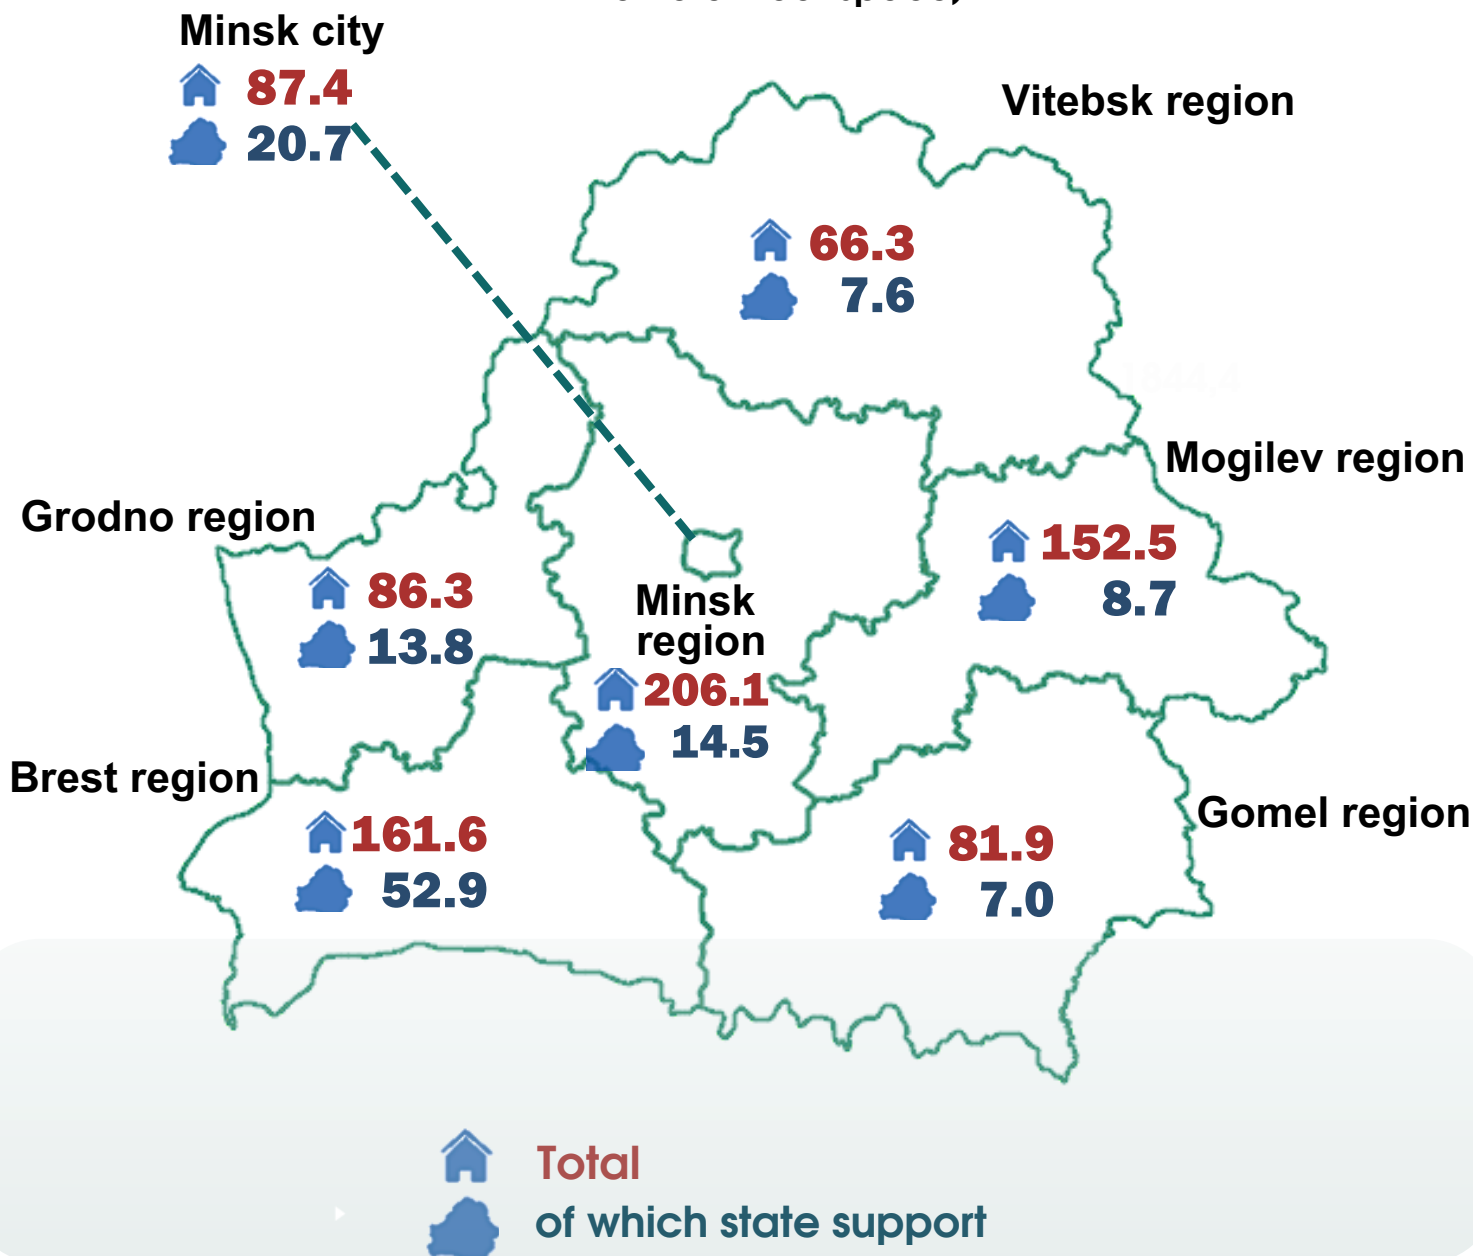 Minsk city
87.4
20.7
Vitebsk region
66.3
7.6
Mogilev region
152.5
8.7
Grodno region
86.3
13.8
Minsk
region
206.1
14.5
Brest region
161.6
52.9
Gomel region
81.9
7.0
Total
of which state support